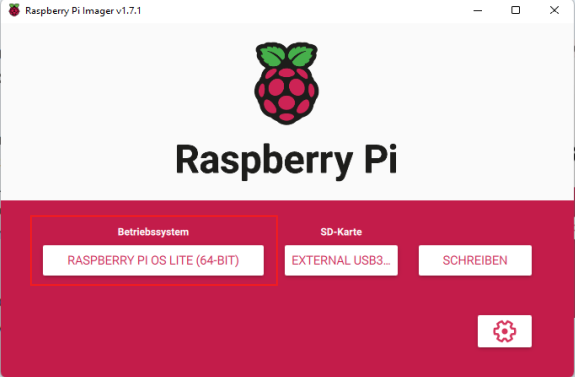 Raspberry Pi Imager v1.7.1
Raspberry Pi
Betriebssystem
SD-Karte
RASPBERRY PI OS LITE (64-BIT)
EXTERNAL USB3...
SCHREIBEN